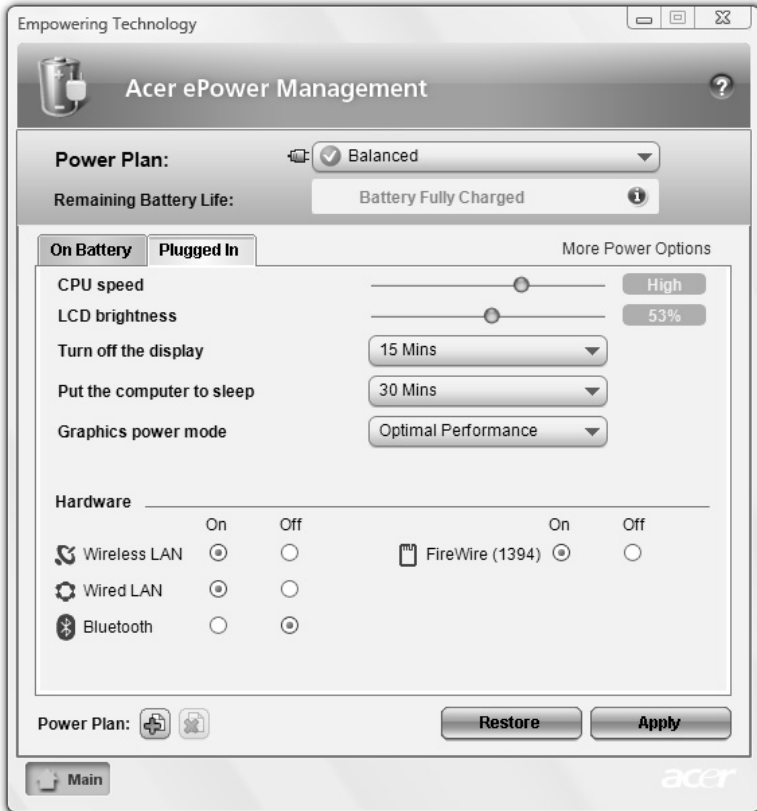 Empowering Technology
Acer ePower Management
?
Power Plan: Balanced
Remaining Battery Life: Battery Fully Charged
On Battery Plugged In More Power Options
CPU speed High
LCD brightness 53%
Turn off the display 15 Mins
Put the computer to sleep 30 Mins
Graphics power mode Optimal Performance
Hardware
On Off On Off
Wireless LAN FireWire (1394)
Wired LAN
Bluetooth
Power Plan: Restore Apply
Main acer